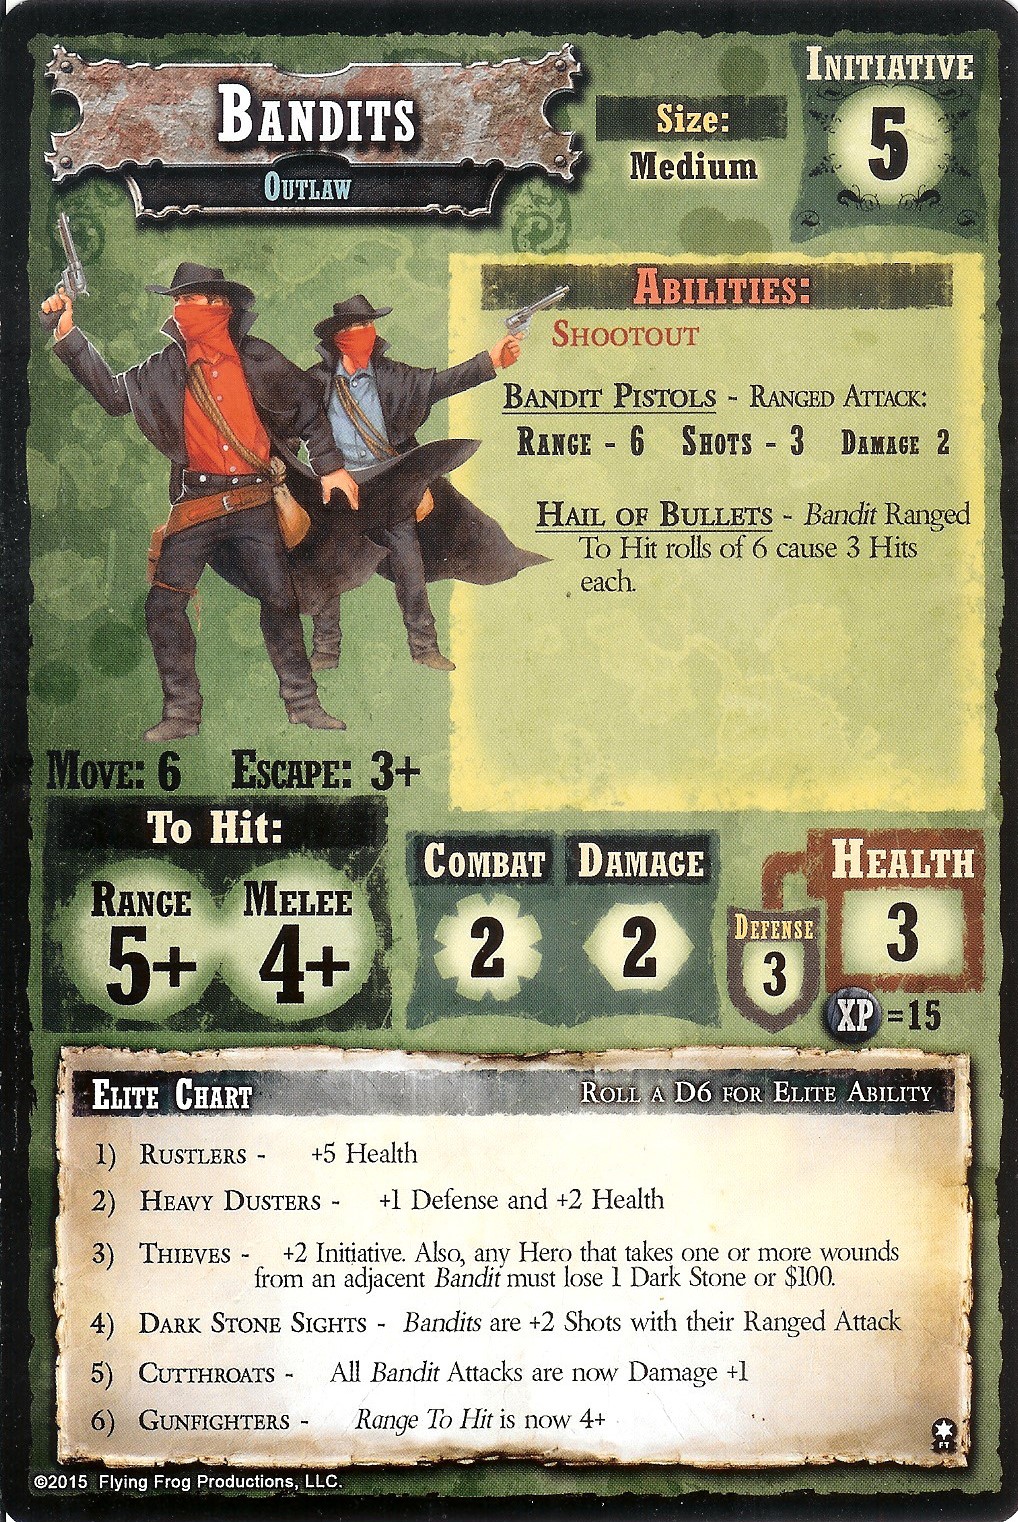 Bandits
Outlaw
Size:
Medium
Initiative
5
Abilities:
Shootout
Bandit Pistols - Ranged Attack:
Range - 6 Shots - 3 Damage 2
Hail of Bullets - Bandit Ranged
To Hit rolls of 6 cause 3 Hits
each.
Move: 6 Escape: 3+
To Hit:
Range Melee
5+ 4+
Combat
2
Damage
2
Defense
3
Health
3
XP =15
Elite Chart Roll a D6 for Elite Ability
1) Rustlers - +5 Health
2) Heavy Dusters - +1 Defense and +2 Health
3) Thieves - +2 Initiative. Also, any Hero that takes one or more wounds
from an adjacent Bandit must lose 1 Dark Stone or $100.
4) Dark Stone Sights - Bandits are +2 Shots with their Ranged Attack
5) Cutthroats - All Bandit Attacks are now Damage +1
6) Gunfighters - Range To Hit is now 4+
FT
©2015 Flying Frog Productions, LLC.